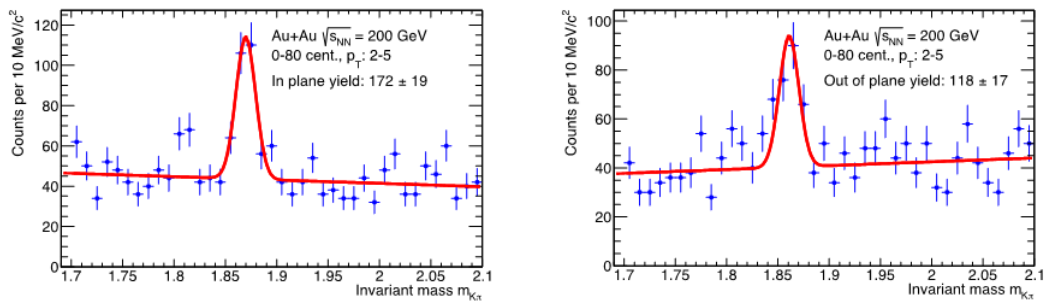 Counts per 10 MeV/c²
120
100
80
60
40
20
0
Au+Au √sNN = 200 GeV
0-80 cent., pT: 2-5
In plane yield: 172 ± 19
1.7 1.75 1.8 1.85 1.9 1.95 2 2.05 2.1
Invariant mass mKπ
Counts per 10 MeV/c²
100
80
60
40
20
0
Au+Au √sNN = 200 GeV
0-80 cent., pT: 2-5
Out of plane yield: 118 ± 17
1.7 1.75 1.8 1.85 1.9 1.95 2 2.05 2.1
Invariant mass mKπ